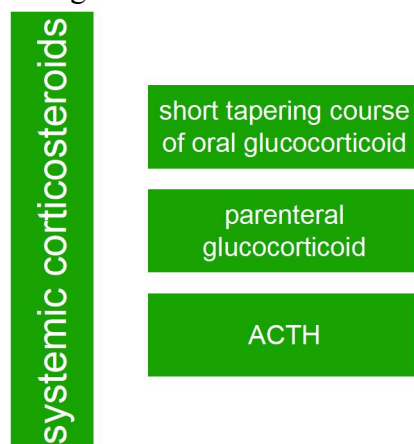 systemic corticosteroids
short tapering course
of oral glucocorticoid
parenteral
glucocorticoid
ACTH